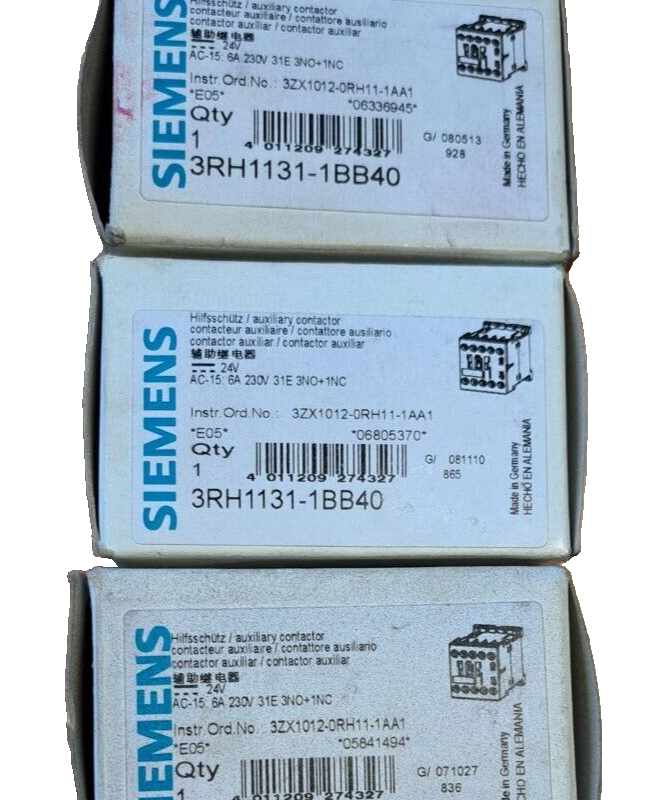 SIEMENS
Hilfsschütz / auxiliary contactor
contacteur auxiliaire / contattore ausiliario
contactor auxiliar / contactor auxiliar
辅助继电器
24V
AC-15: 6A 230V 31E 3NO+1NC
Instr.Ord.No.: 3ZX1012-0RH11-1AA1
*E05* *06336945*
Qty
1
4 011209 274327
G/ 080513
928
3RH1131-1BB40
Made in Germany
HECHO EN ALEMANIA
SIEMENS
Hilfsschütz / auxiliary contactor
contacteur auxiliaire / contattore ausiliario
contactor auxiliar / contactor auxiliar
辅助继电器
24V
AC-15: 6A 230V 31E 3NO+1NC
Instr.Ord.No.: 3ZX1012-0RH11-1AA1
*E05* *06805370*
Qty
1
4 011209 274327
G/ 081110
865
3RH1131-1BB40
Made in Germany
HECHO EN ALEMANIA
SIEMENS
Hilfsschütz / auxiliary contactor
contacteur auxiliaire / contattore ausiliario
contactor auxiliar / contactor auxiliar
辅助继电器
24V
AC-15: 6A 230V 31E 3NO+1NC
Instr.Ord.No.: 3ZX1012-0RH11-1AA1
*E05* *05841494*
Qty
1
4 011209 274327
G/ 071027
836
Made in Germany
HECHO EN ALEMANIA